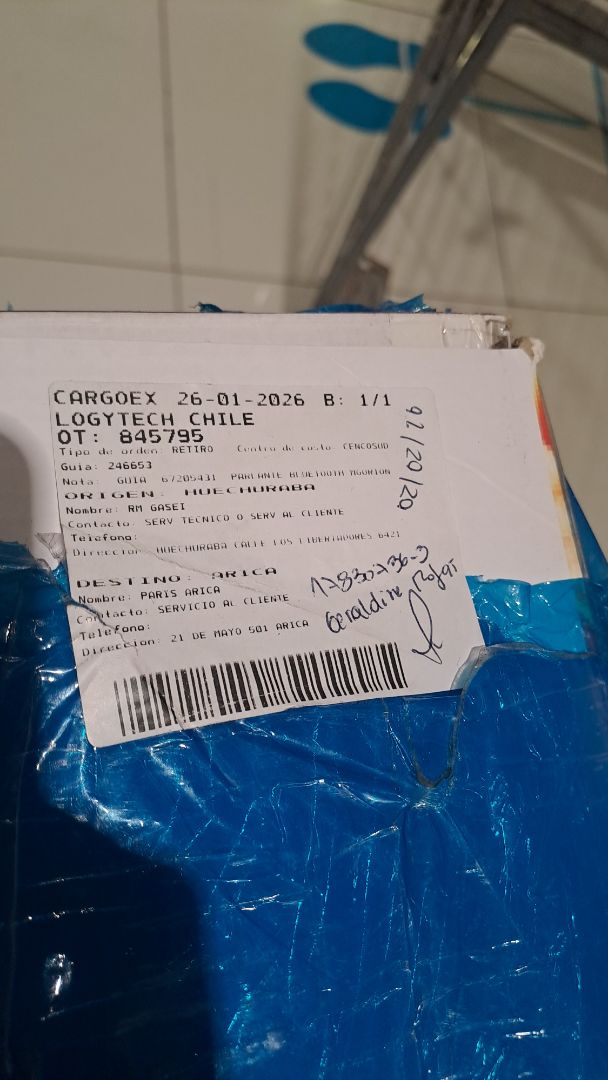 CARGOEX 26-01-2026 B: 1/1
LOGYTECH CHILE
OT: 845795
Tipo de orden: RETIRO Centro de costo: CENCOSUD
Guia: 246653
Nota: GUIA 67205431 PARLANTE BLUETOOTH
ORIGEN: HUECHURABA
Nombre: RM GASEI
Contacto: SERV TECNICO O SERV AL CLIENTE
Telefono:
Direccion: HUECHURABA CALLE LOS LIBERTADORES 6421
DESTINO: ARICA
Nombre: PARIS ARICA
Contacto: SERVICIO AL CLIENTE
Telefono:
Direccion: 21 DE MAYO 501 ARICA
Geraldine